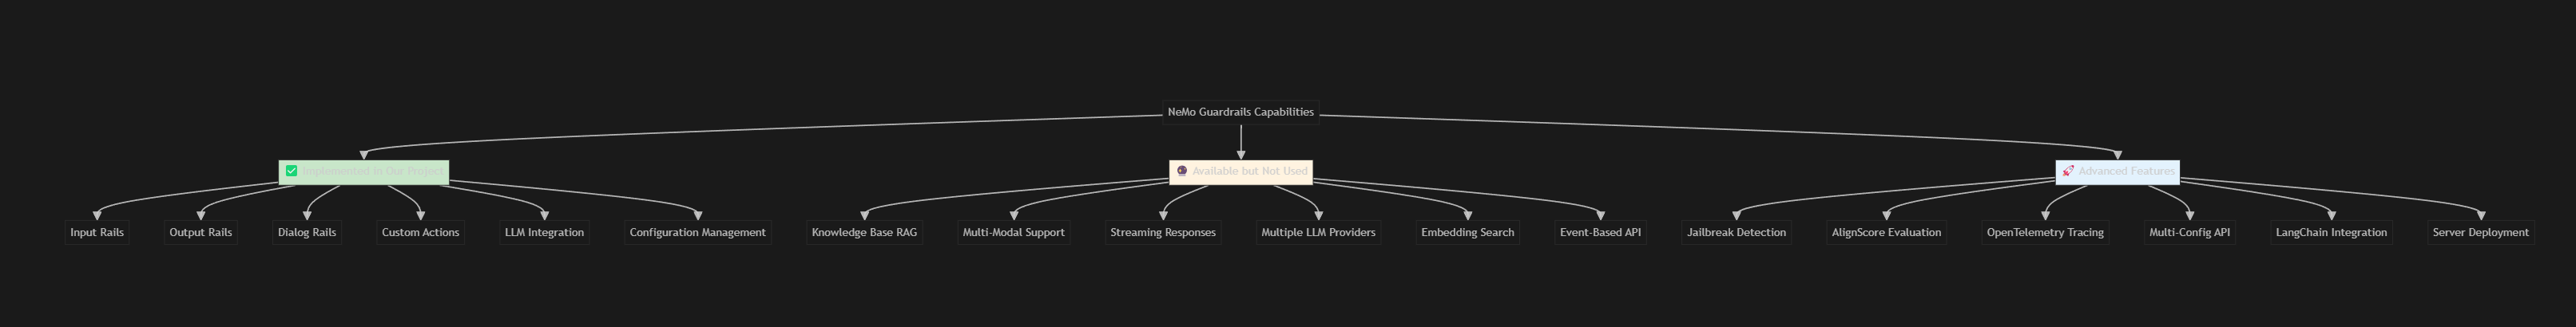 NeMo Guardrails Capabilities
✅ Implemented in Our Project
🔮 Available but Not Used
🚀 Advanced Features
Input Rails
Output Rails
Dialog Rails
Custom Actions
LLM Integration
Configuration Management
Knowledge Base RAG
Multi-Modal Support
Streaming Responses
Multiple LLM Providers
Embedding Search
Event-Based API
Jailbreak Detection
AlignScore Evaluation
OpenTelemetry Tracing
Multi-Config API
LangChain Integration
Server Deployment